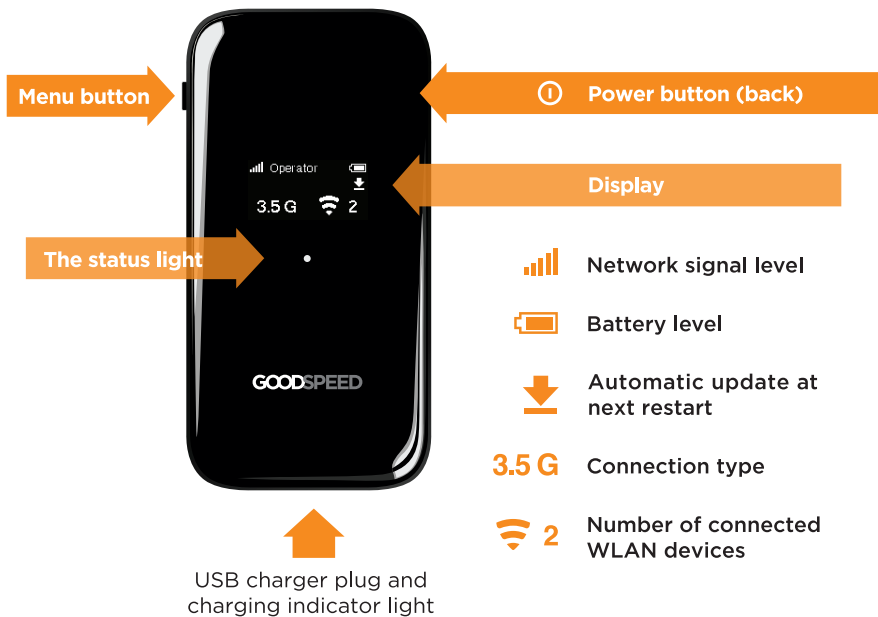 Menu button
Power button (back)
Operator
Display
3.5 G 2
The status light
Network signal level
Battery level
GOODSPEED
Automatic update at
next restart
3.5 G Connection type
2 Number of connected
WLAN devices
USB charger plug and
charging indicator light